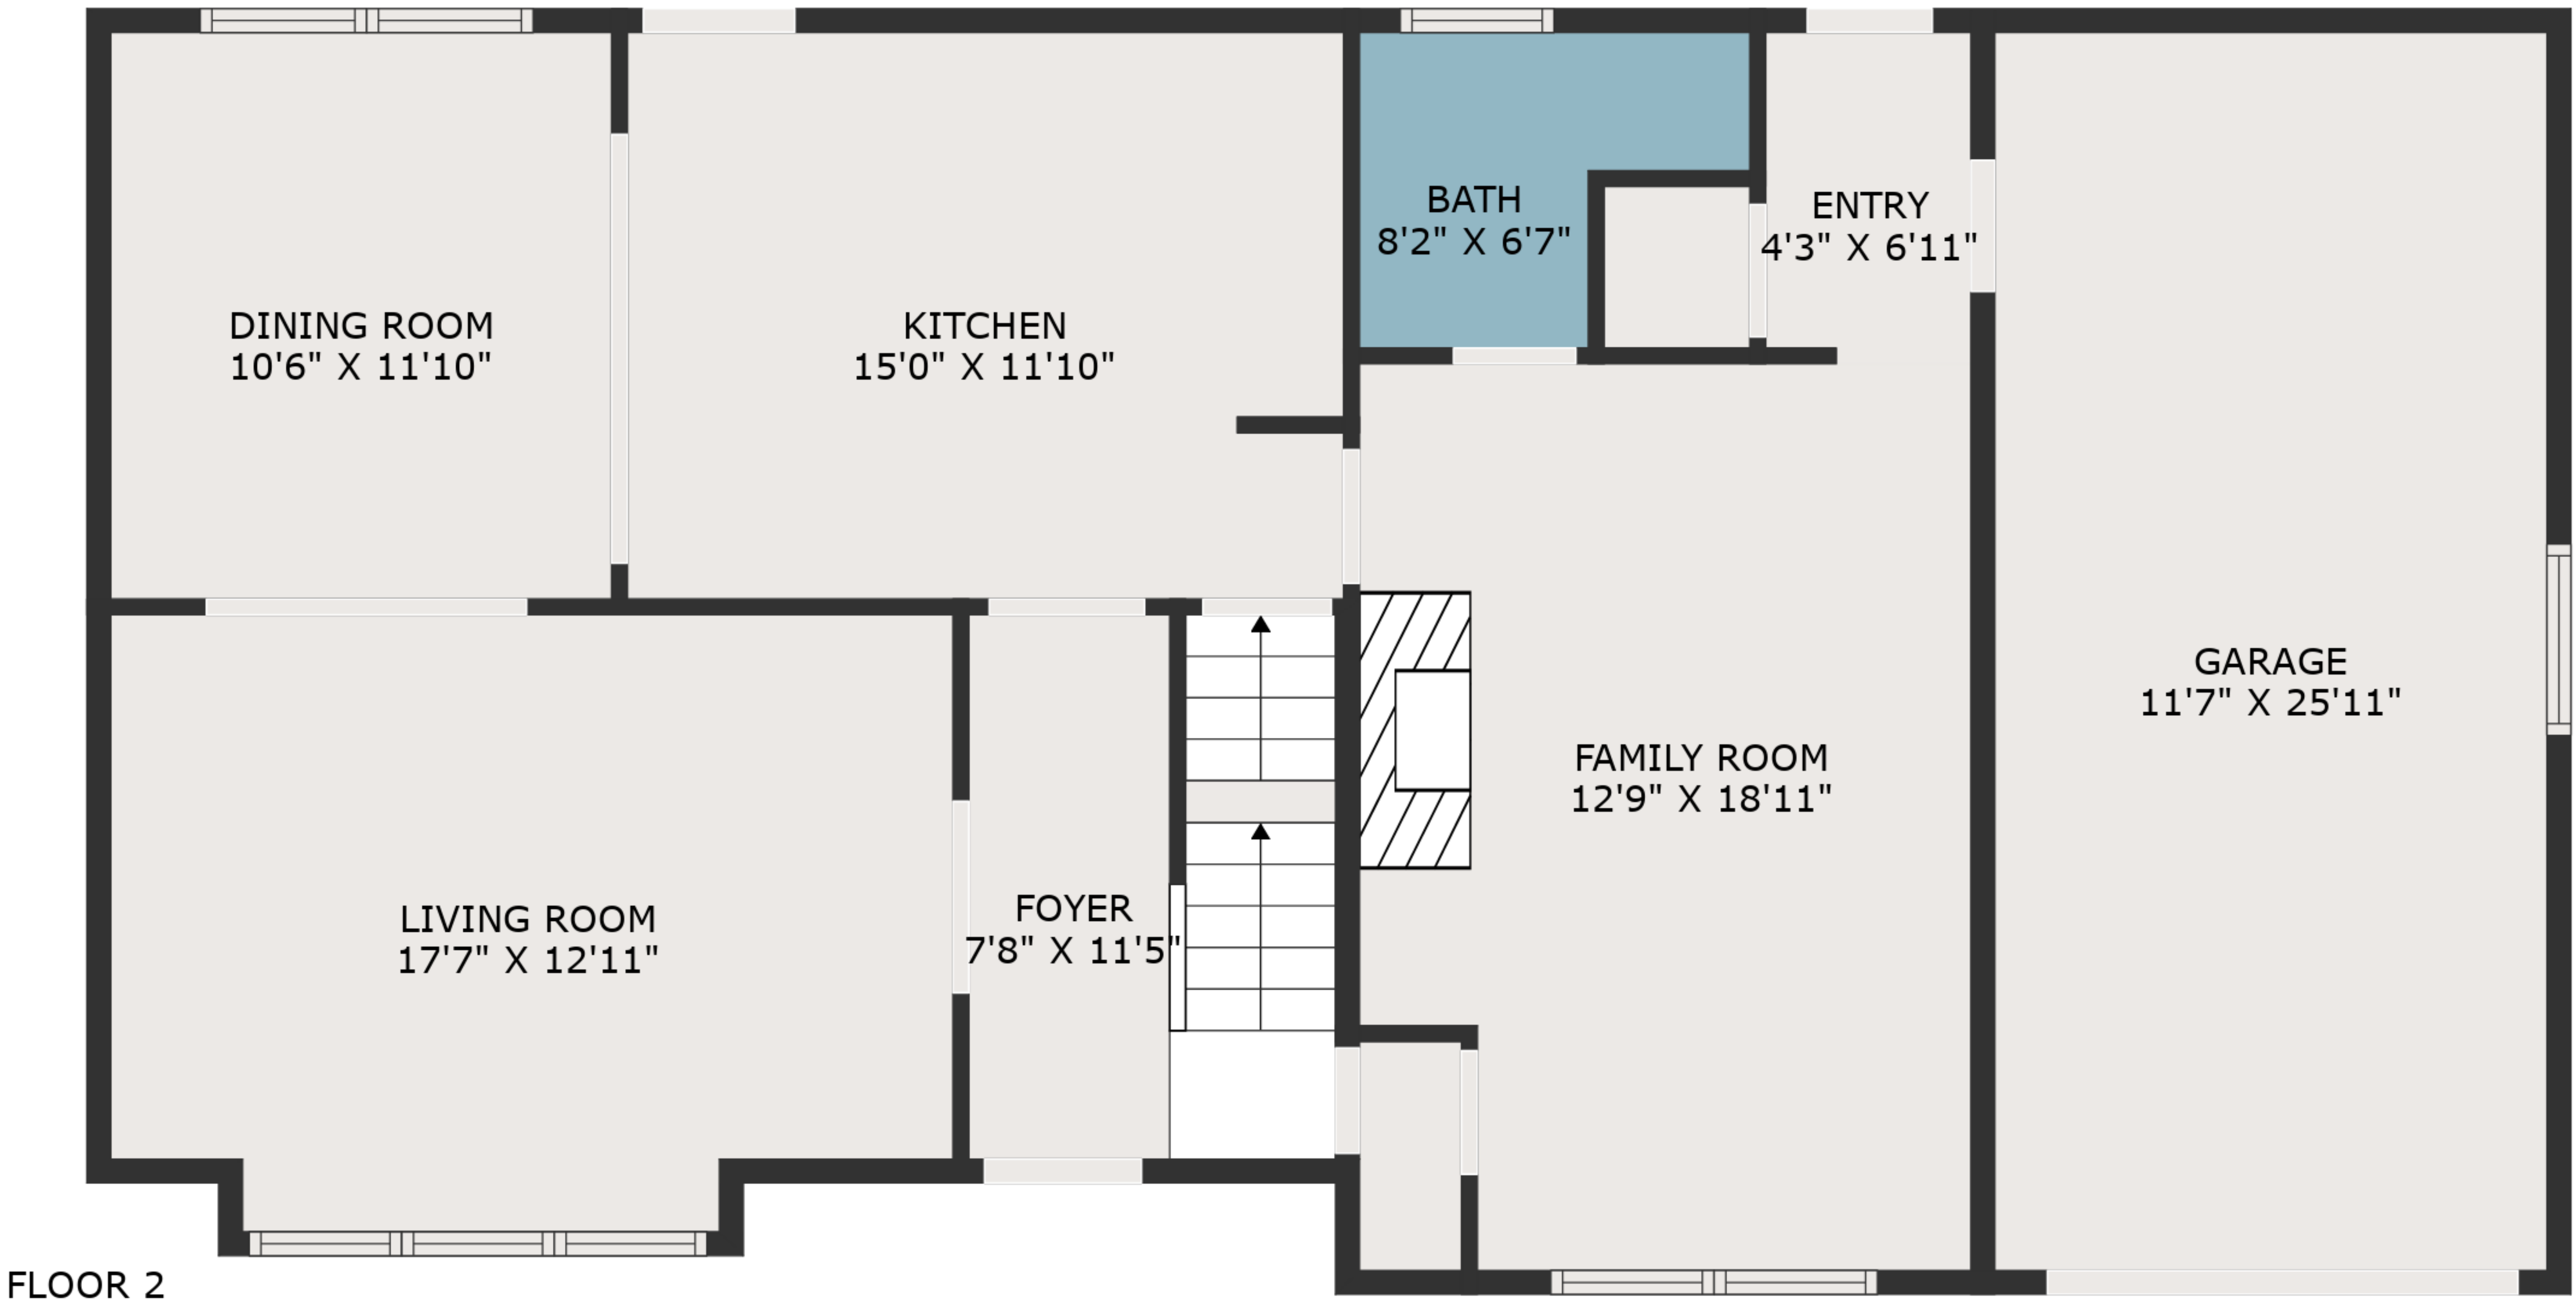 BATH
8'2" X 6'7"
ENTRY
4'3" X 6'11"
DINING ROOM
10'6" X 11'10"
KITCHEN
15'0" X 11'10"
GARAGE
11'7" X 25'11"
FAMILY ROOM
12'9" X 18'11"
LIVING ROOM
17'7" X 12'11"
FOYER
7'8" X 11'5"
FLOOR 2